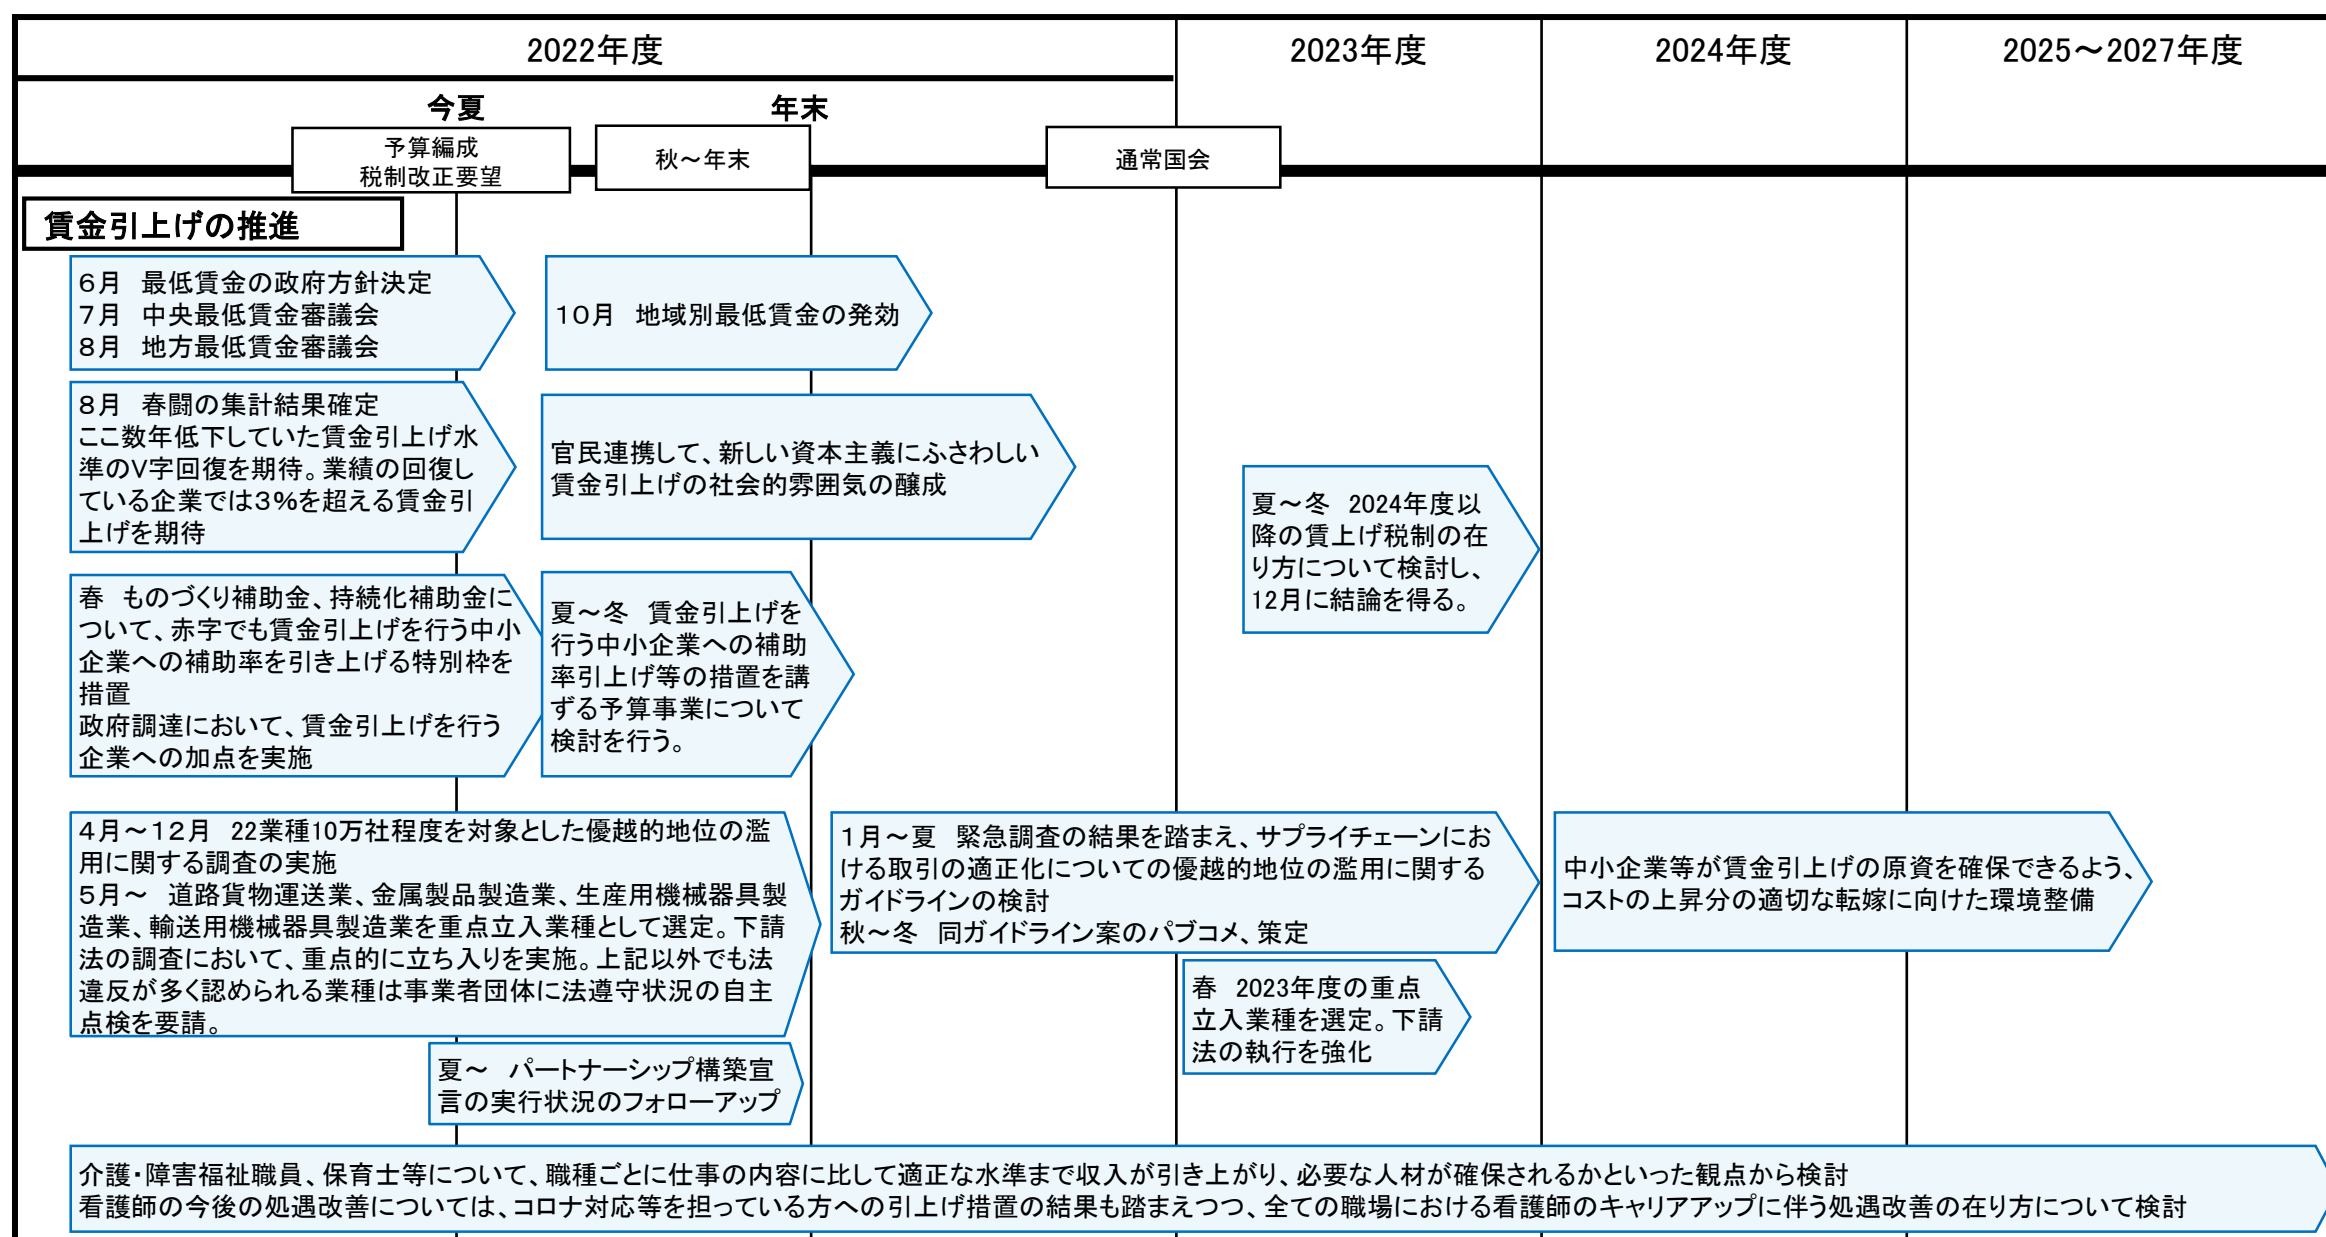 2022年度
2023年度
2024年度
2025～2027年度
今夏
年末
予算編成
税制改正要望
秋～年末
通常国会
賃金引上げの推進
６月　最低賃金の政府方針決定
７月　中央最低賃金審議会
８月　地方最低賃金審議会
１０月　地域別最低賃金の発効
８月　春闘の集計結果確定
ここ数年低下していた賃金引上げ水
準のV字回復を期待。業績の回復し
ている企業では３％を超える賃金引
上げを期待
官民連携して、新しい資本主義にふさわしい
賃金引上げの社会的雰囲気の醸成
夏～冬　2024年度以
降の賃上げ税制の在
り方について検討し、
12月に結論を得る。
春　ものづくり補助金、持続化補助金に
ついて、赤字でも賃金引上げを行う中小
企業への補助率を引き上げる特別枠を
措置
政府調達において、賃金引上げを行う
企業への加点を実施
夏～冬　賃金引上げを
行う中小企業への補助
率引上げ等の措置を講
ずる予算事業について
検討を行う。
４月～１２月　22業種10万社程度を対象とした優越的地位の濫
用に関する調査の実施
５月～　道路貨物運送業、金属製品製造業、生産用機械器具製
造業、輸送用機械器具製造業を重点立入業種として選定。下請
法の調査において、重点的に立ち入りを実施。上記以外でも法
違反が多く認められる業種は事業者団体に法遵守状況の自主
点検を要請。
１月～夏　緊急調査の結果を踏まえ、サプライチェーンにお
ける取引の適正化についての優越的地位の濫用に関する
ガイドラインの検討
秋～冬　同ガイドライン案のパブコメ、策定
中小企業等が賃金引上げの原資を確保できるよう、
コストの上昇分の適切な転嫁に向けた環境整備
春　2023年度の重点
立入業種を選定。下請
法の執行を強化
夏～　パートナーシップ構築宣
言の実行状況のフォローアップ
介護・障害福祉職員、保育士等について、職種ごとに仕事の内容に比して適正な水準まで収入が引き上がり、必要な人材が確保されるかといった観点から検討
看護師の今後の処遇改善については、コロナ対応等を担っている方への引上げ措置の結果も踏まえつつ、全ての職場における看護師のキャリアアップに伴う処遇改善の在り方について検討